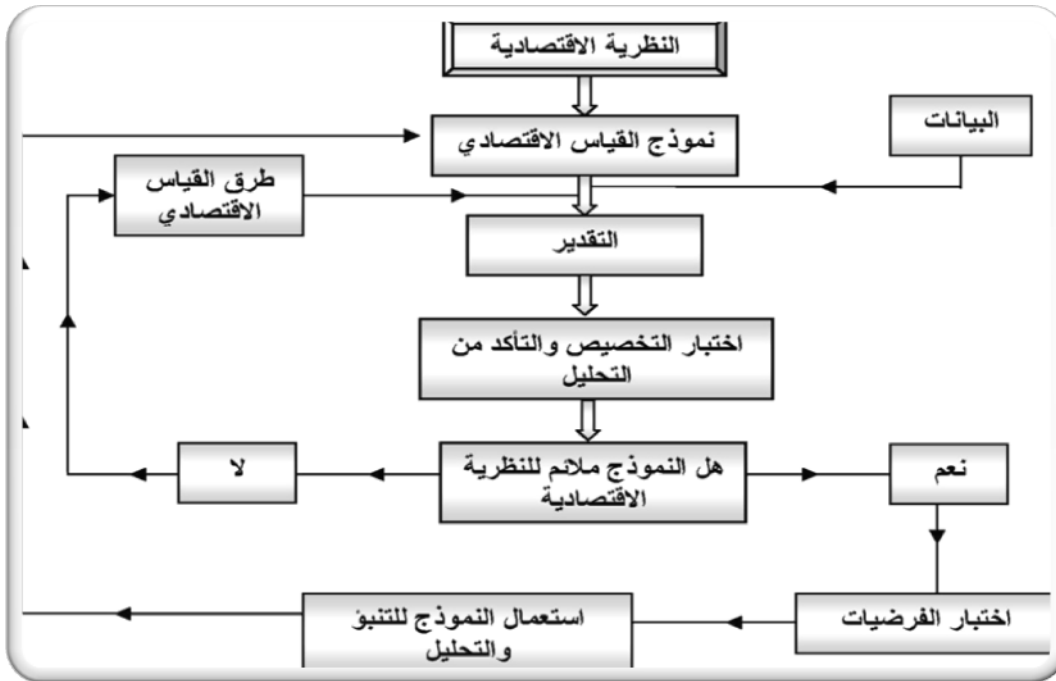 النظرية الاقتصادية
البيانات
نموذج القياس الاقتصادي
طرق القياس
الاقتصادي
التقدير
اختبار التخصيص والتأكد من
التحليل
هل النموذج ملائم للنظرية
الاقتصادية
لا
نعم
اختبار الفرضيات
استعمال النموذج للتنبؤ
والتحليل